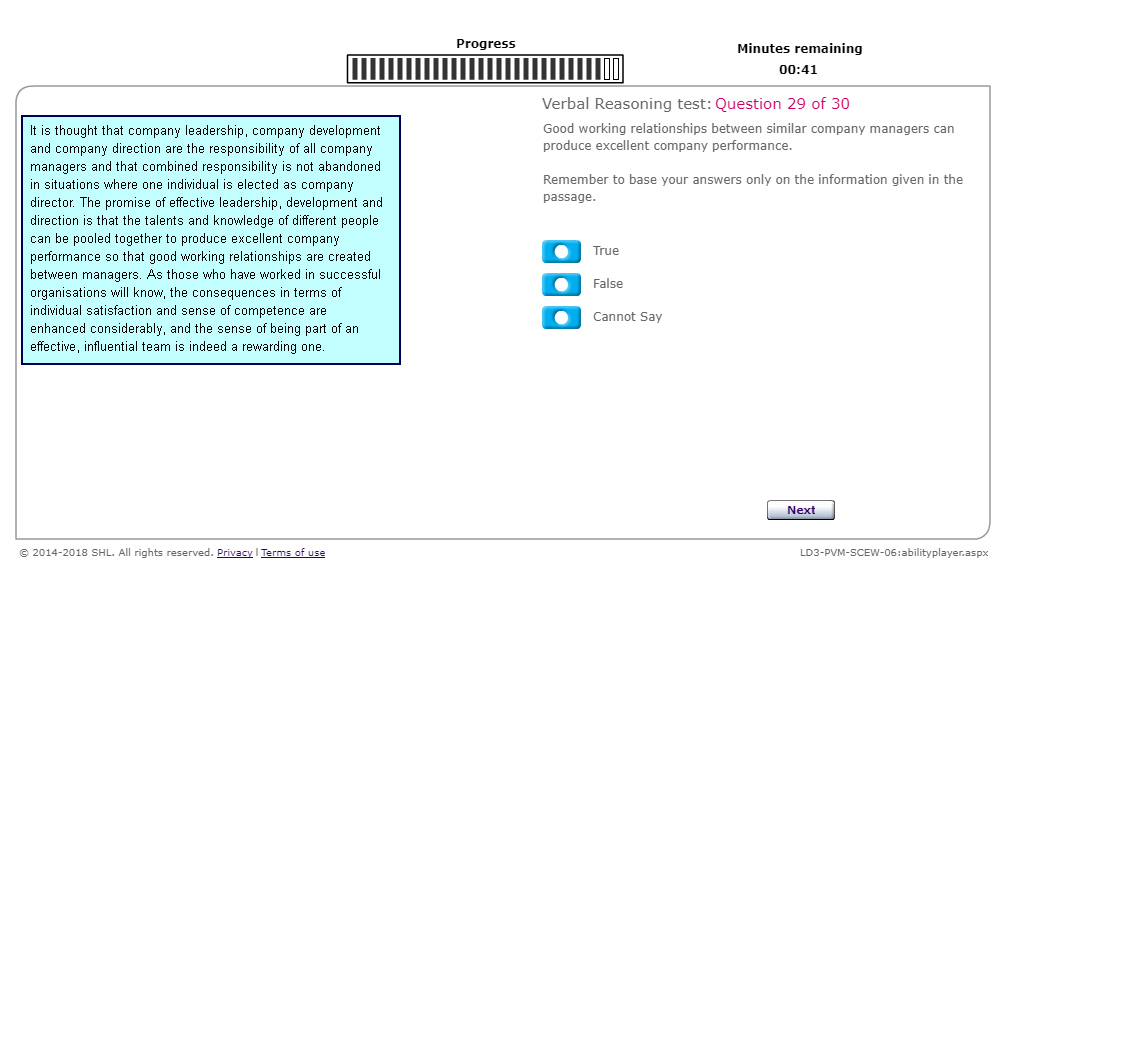 Progress
Minutes remaining
00:41
Verbal Reasoning test: Question 29 of 30
It is thought that company leadership, company development
and company direction are the responsibility of all company
managers and that combined responsibility is not abandoned
in situations where one individual is elected as company
director. The promise of effective leadership, development and
direction is that the talents and knowledge of different people
can be pooled together to produce excellent company
performance so that good working relationships are created
between managers. As those who have worked in successful
organisations will know, the consequences in terms of
individual satisfaction and sense of competence are
enhanced considerably, and the sense of being part of an
effective, influential team is indeed a rewarding one.
Good working relationships between similar company managers can
produce excellent company performance.
Remember to base your answers only on the information given in the
passage.
True
False
Cannot Say
Next
© 2014-2018 SHL. All rights reserved. Privacy | Terms of use
LD3-PVM-SCEW-06:abilityplayer.aspx